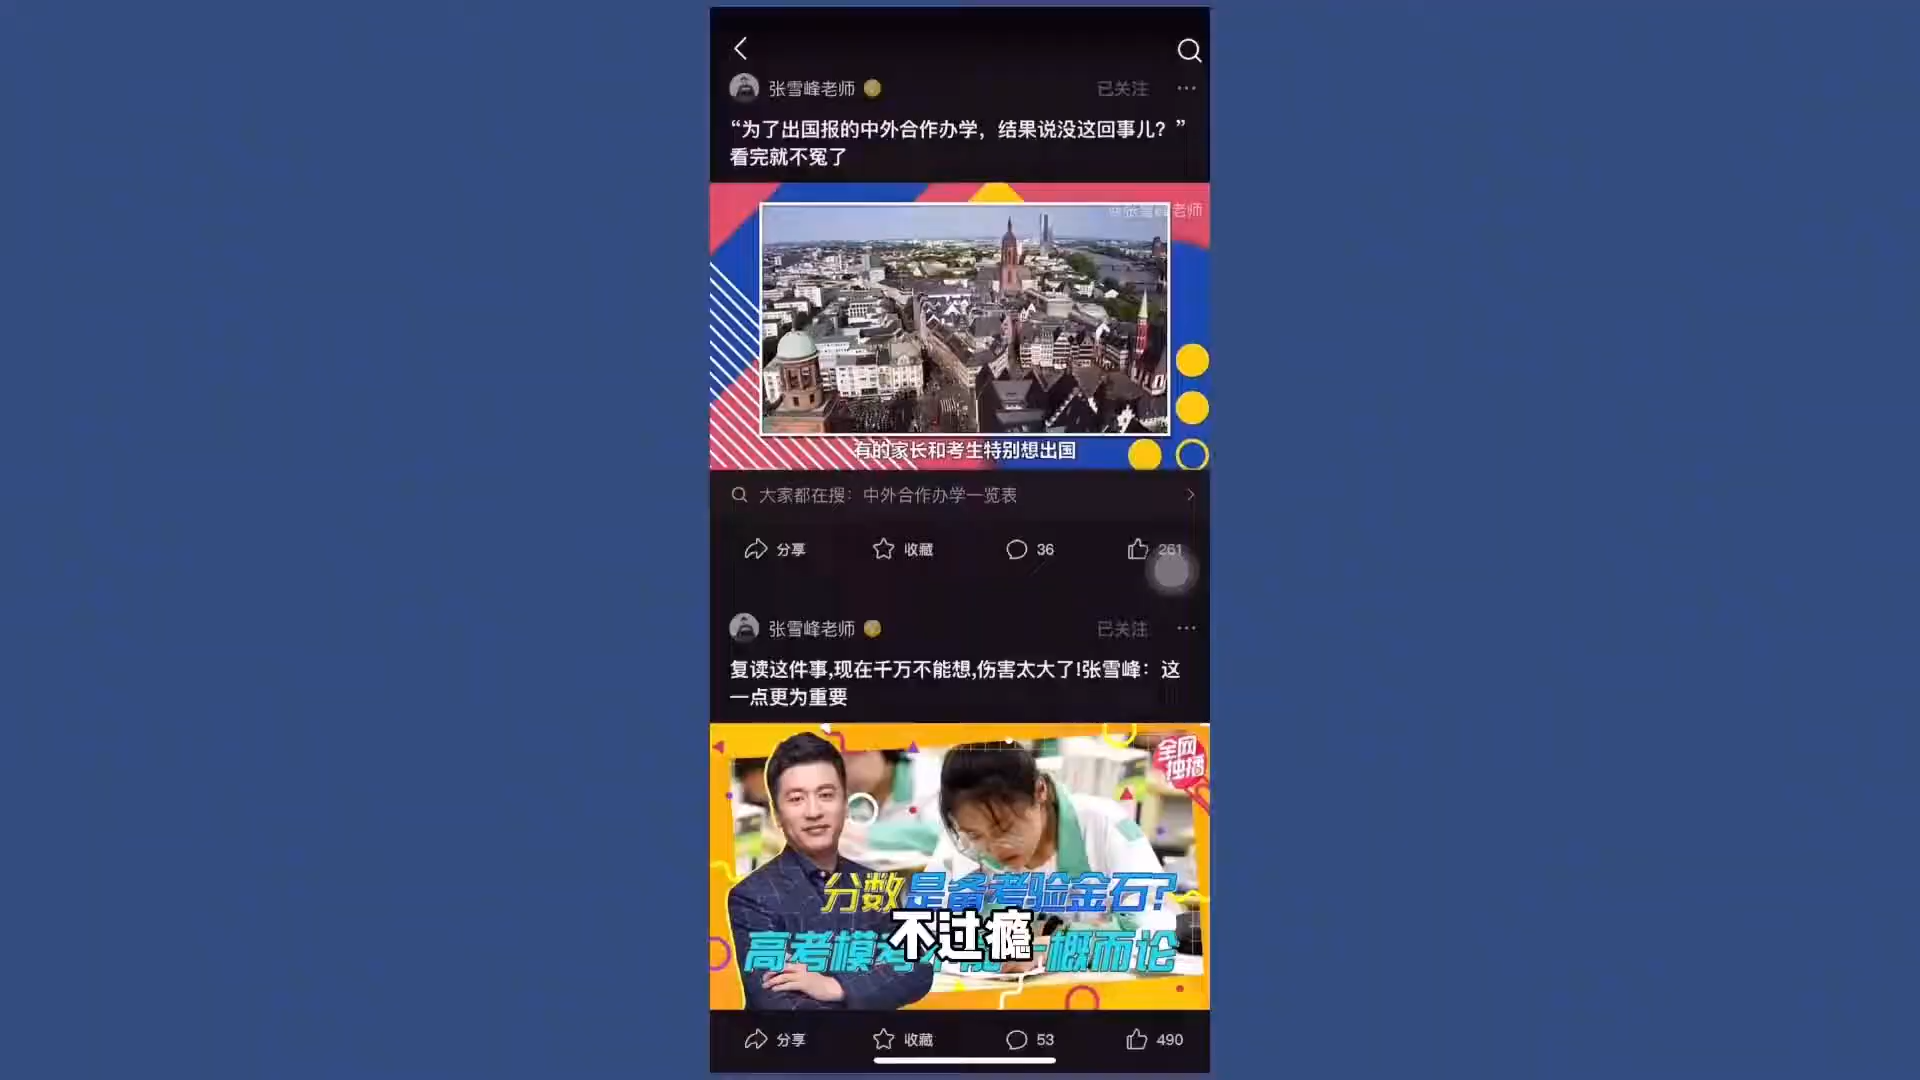 张雪峰老师
已关注
“为了出国报的中外合作办学，结果说没这回事儿？”
看完就不冤了
老师
有的家长和考生特别想出国
大家都在搜：中外合作办学一览表
分享
收藏
36
261
张雪峰老师
已关注
复读这件事,现在千万不能想,伤害太大了!张雪峰：这
一点更为重要
全网
独播
分数是备考验金石?
高考模考不能一概而论
不过瘾
分享
收藏
53
490